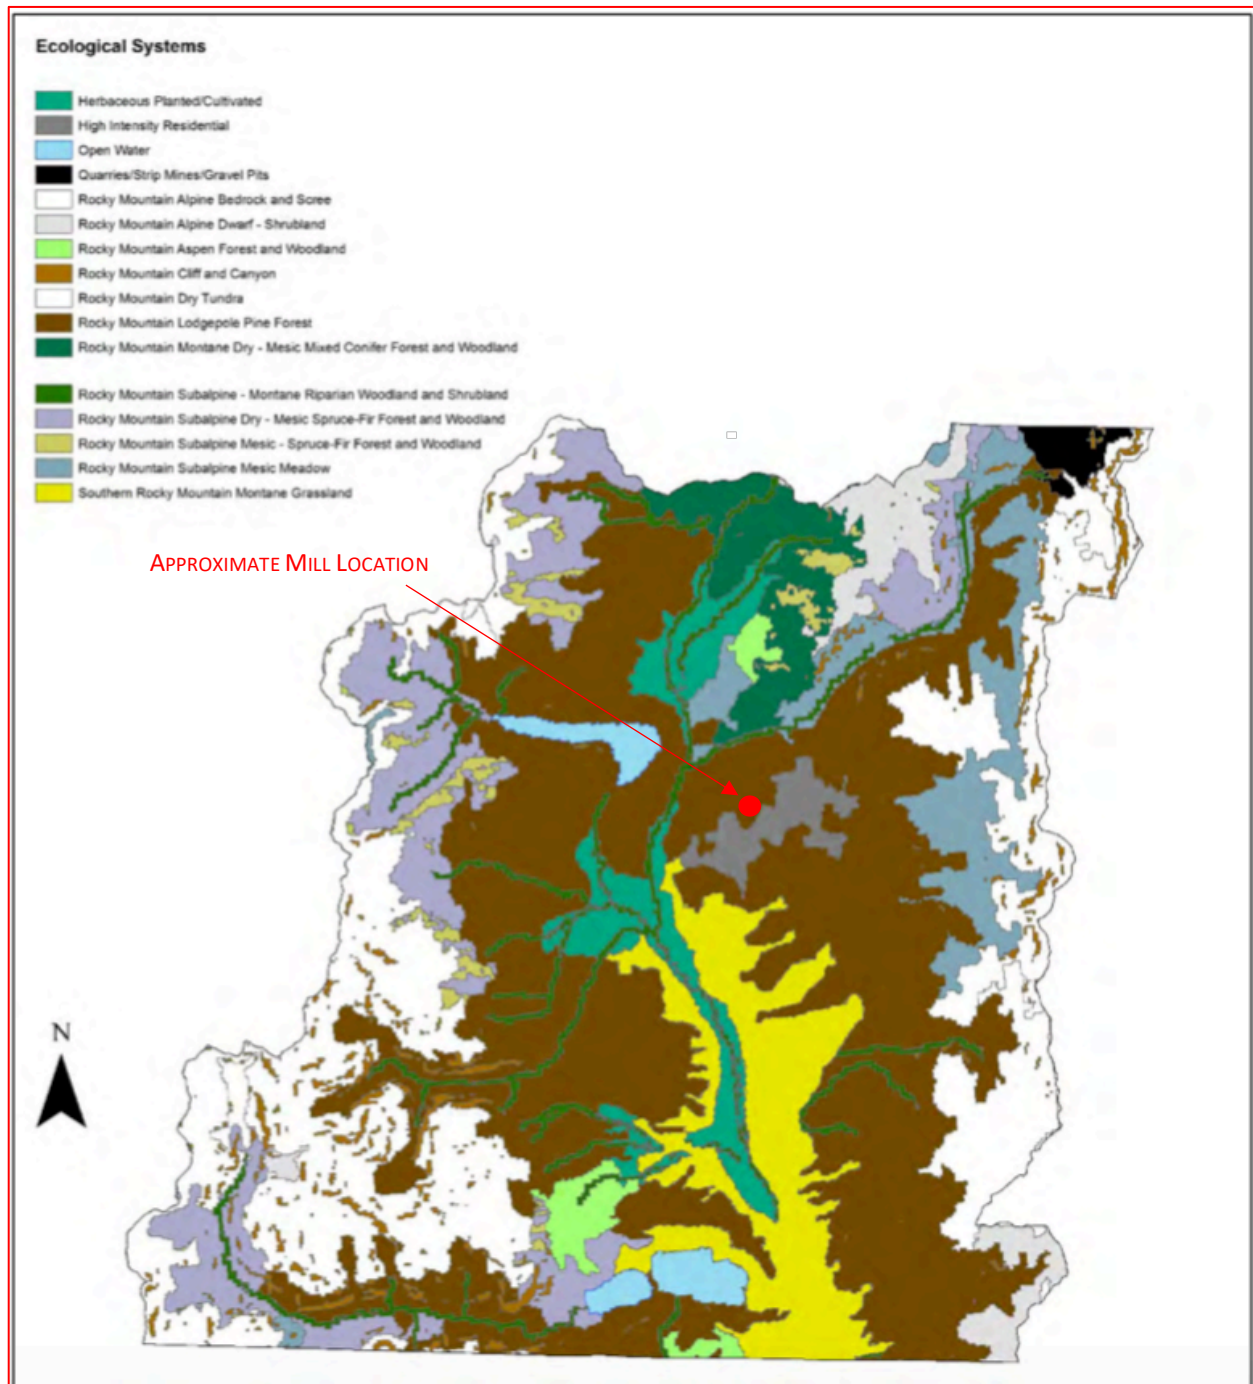 Ecological Systems
Herbaceous Planted/Cultivated
High Intensity Residential
Open Water
Quarries/Strip Mines/Gravel Pits
Rocky Mountain Alpine Bedrock and Scree
Rocky Mountain Alpine Dwarf - Shrubland
Rocky Mountain Aspen Forest and Woodland
Rocky Mountain Cliff and Canyon
Rocky Mountain Dry Tundra
Rocky Mountain Lodgepole Pine Forest
Rocky Mountain Montane Dry - Mesic Mixed Conifer Forest and Woodland
Rocky Mountain Subalpine - Montane Riparian Woodland and Shrubland
Rocky Mountain Subalpine Dry - Mesic Spruce-Fir Forest and Woodland
Rocky Mountain Subalpine Mesic - Spruce-Fir Forest and Woodland
Rocky Mountain Subalpine Mesic Meadow
Southern Rocky Mountain Montane Grassland
APPROXIMATE MILL LOCATION
N